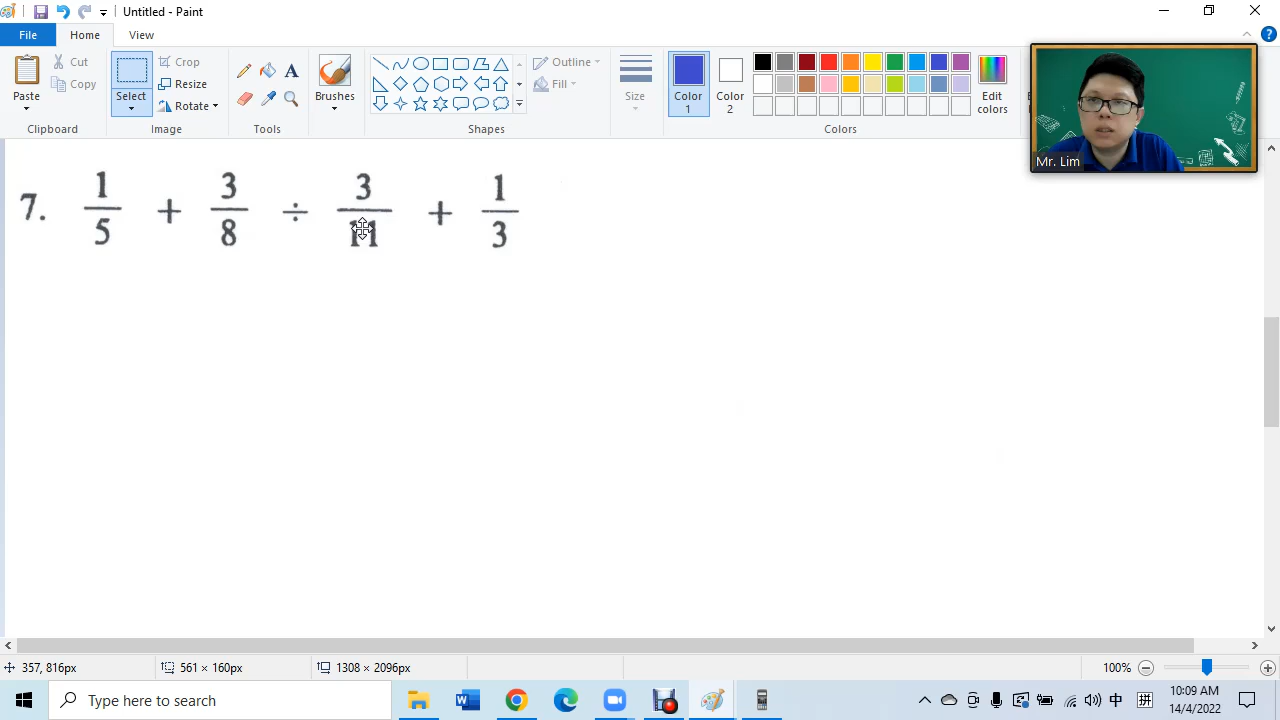 Untitled - Paint
File Home View
Paste Cut Copy Clipboard
Select Crop Resize Rotate Image
Tools
Brushes
Shapes
Outline Fill
Size
Color 1
Color 2
Edit colors
Colors
Mr. Lim
7. 1/5 + 3/8 ÷ 3/11 + 1/3
357, 816px 561 × 160px 1308 × 2096px 100%
Type here to search
中 拼 10:09 AM
14/4/2022